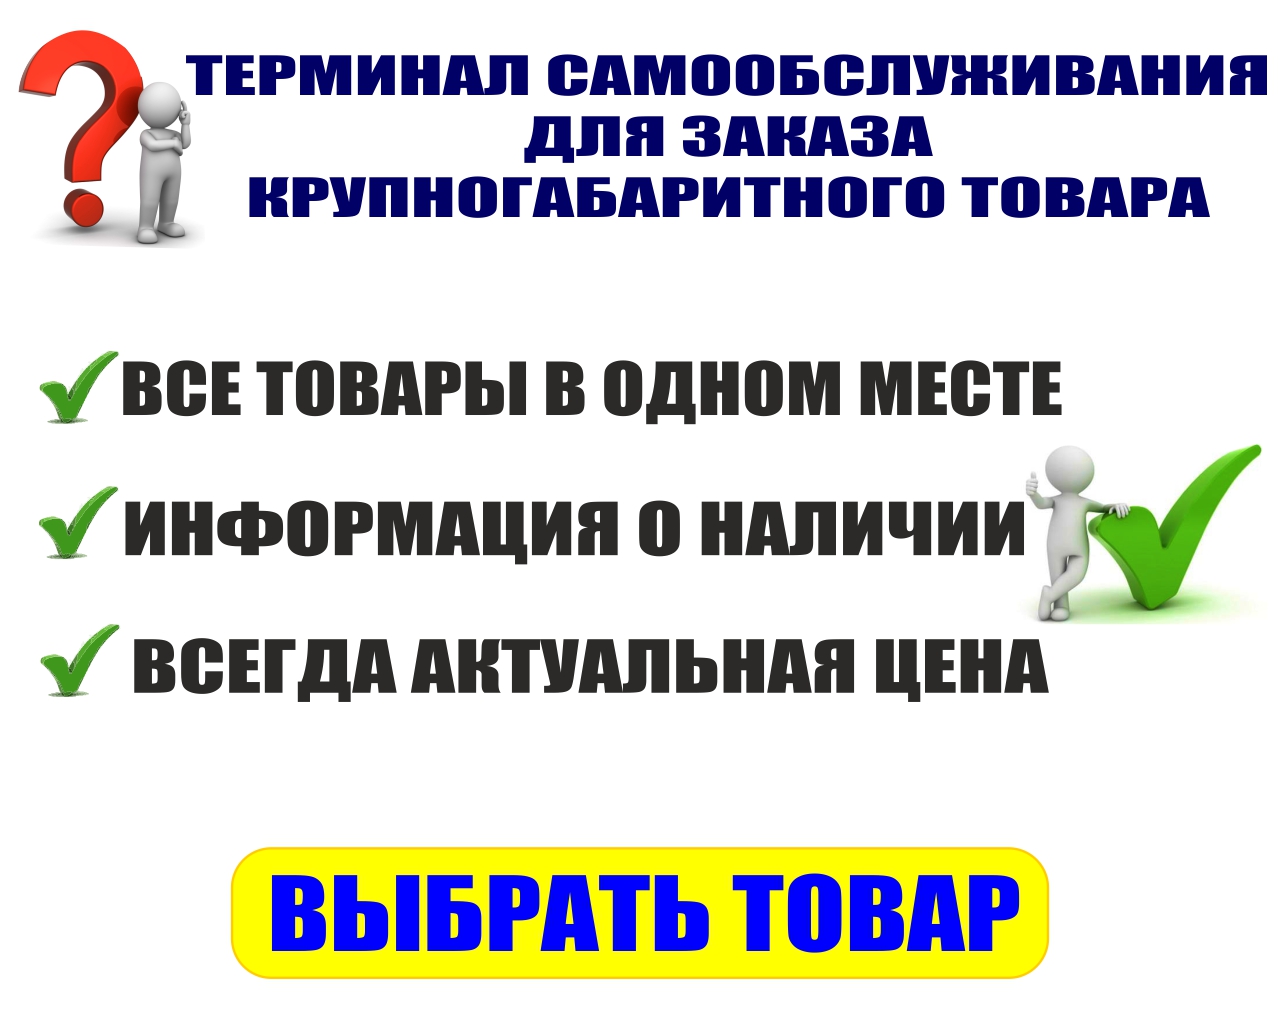 ТЕРМИНАЛ САМООБСЛУЖИВАНИЯ
ДЛЯ ЗАКАЗА
КРУПНОГАБАРИТНОГО ТОВАРА
ВСЕ ТОВАРЫ В ОДНОМ МЕСТЕ
ИНФОРМАЦИЯ О НАЛИЧИИ
ВСЕГДА АКТУАЛЬНАЯ ЦЕНА
ВЫБРАТЬ ТОВАР